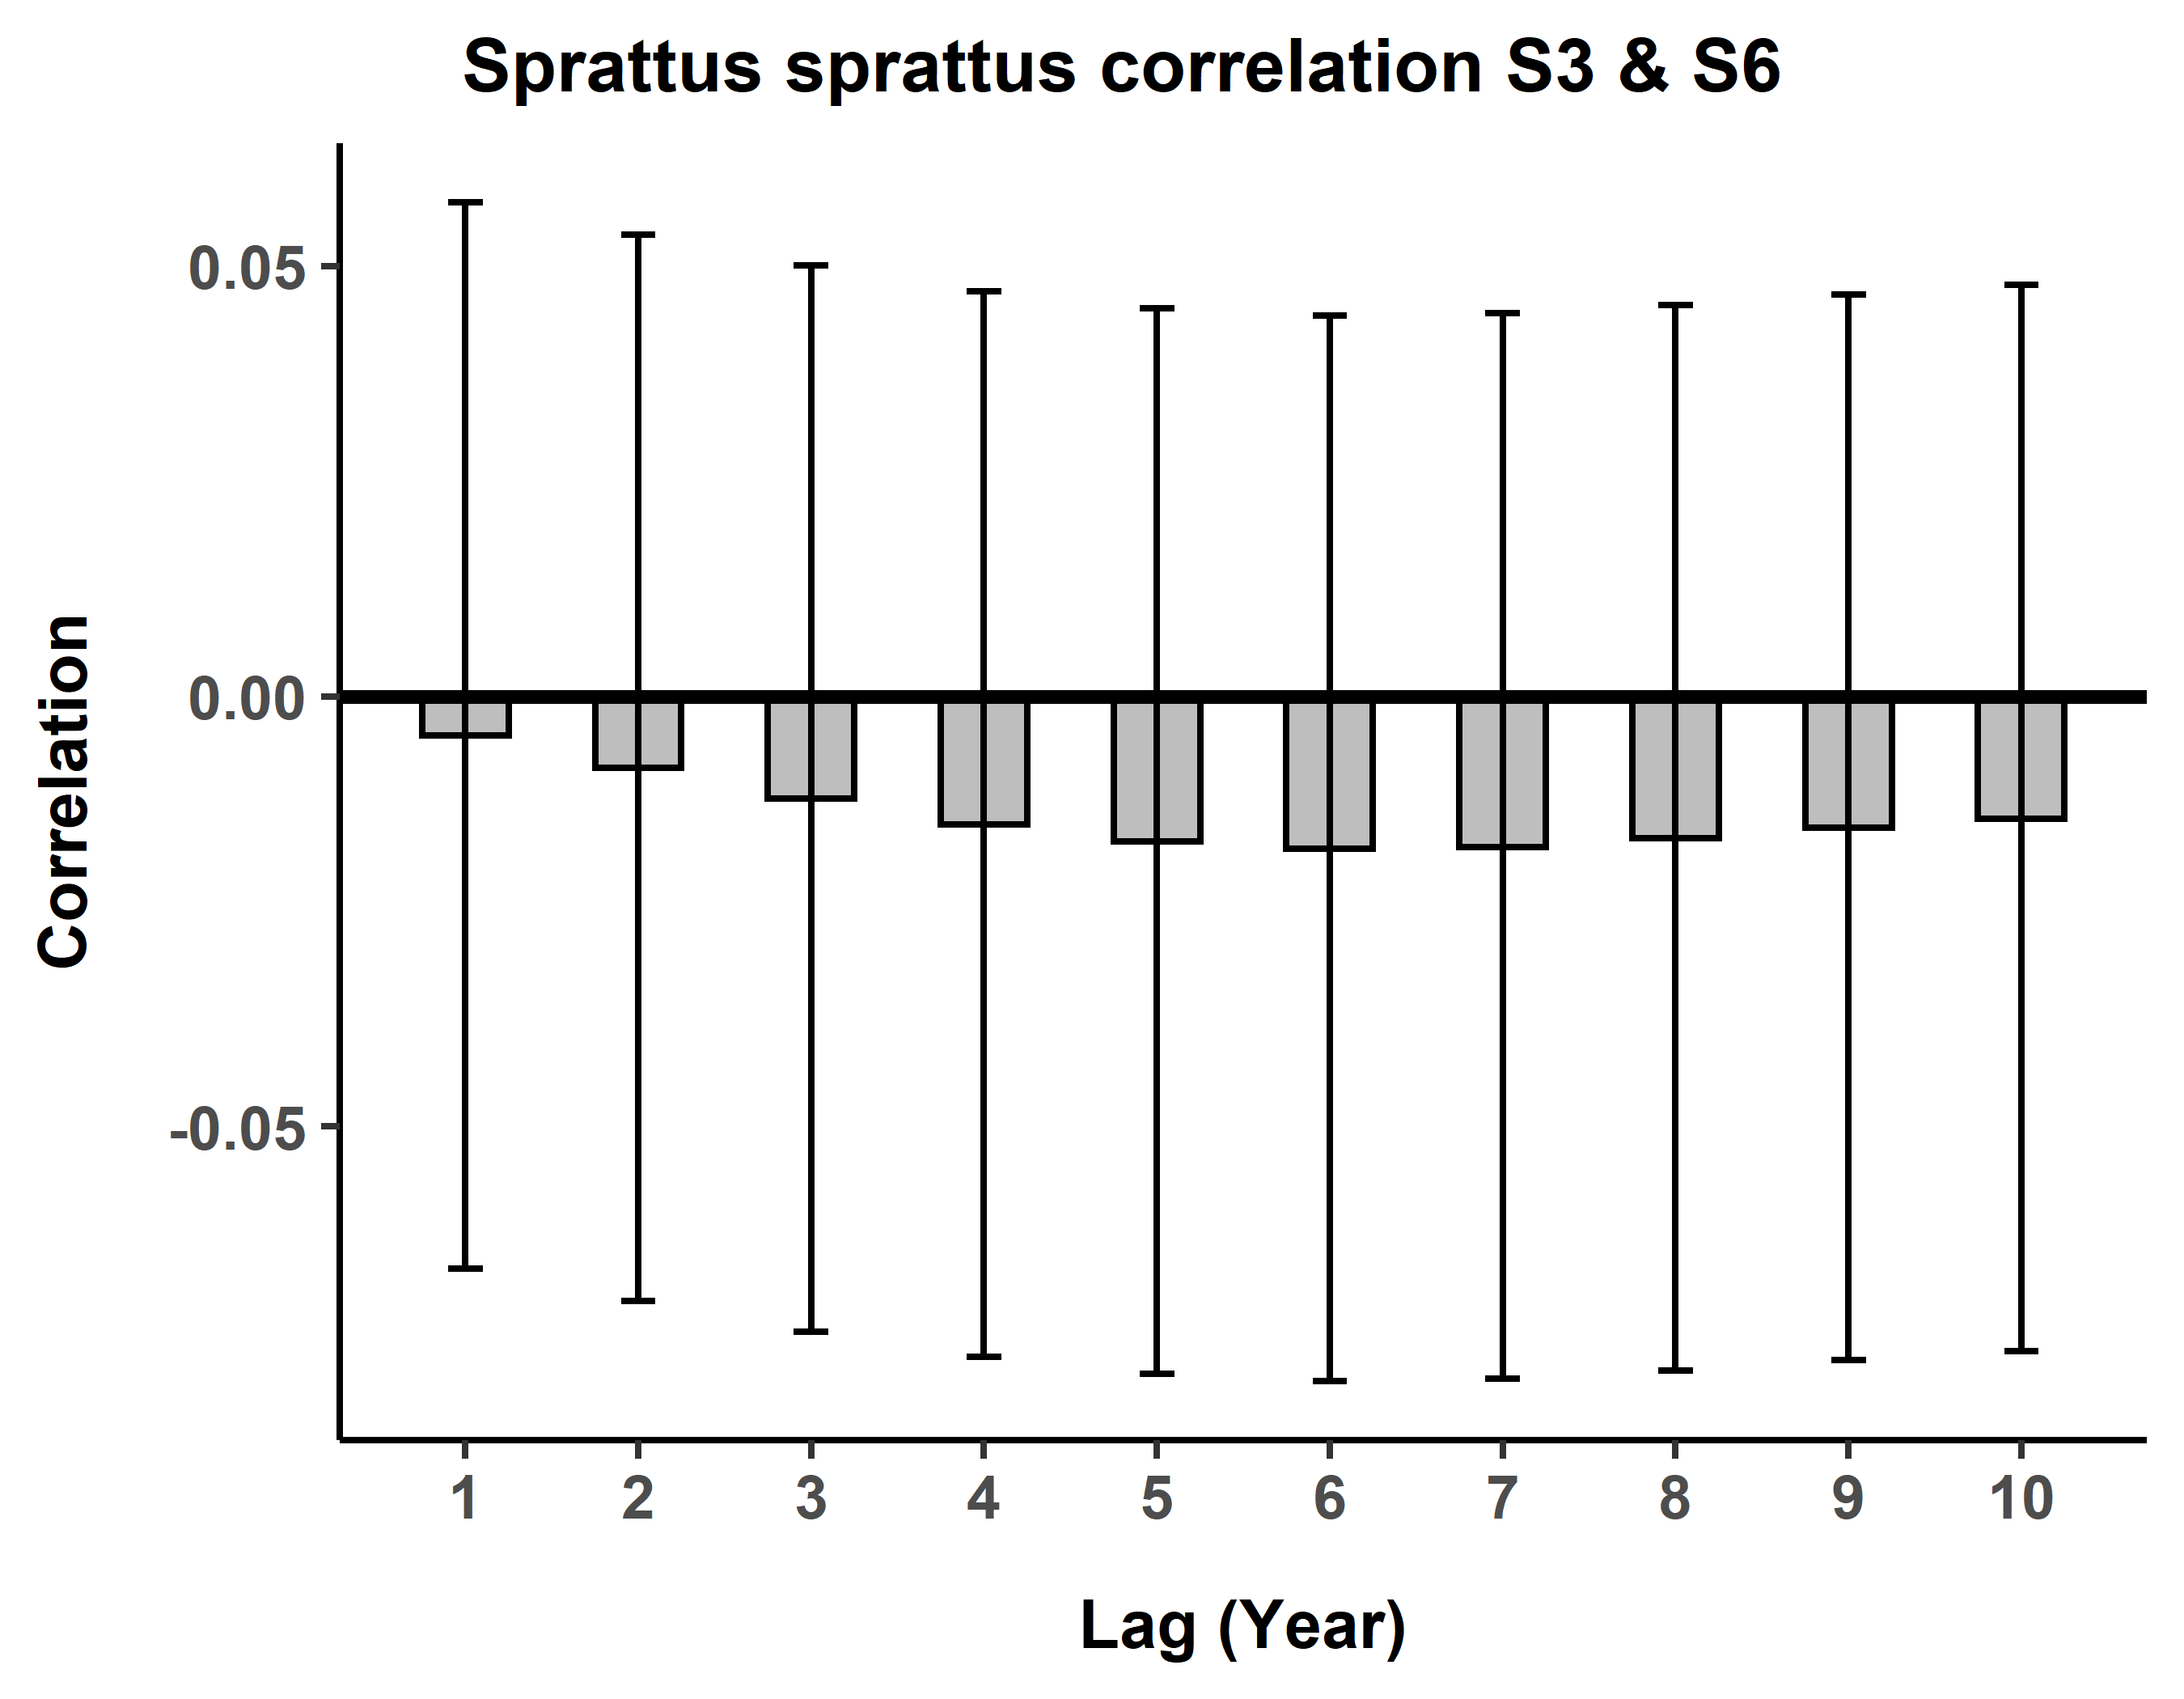 Sprattus sprattus correlation S3 & S6
Correlation
0.05
0.00
-0.05
1 2 3 4 5 6 7 8 9 10
Lag (Year)